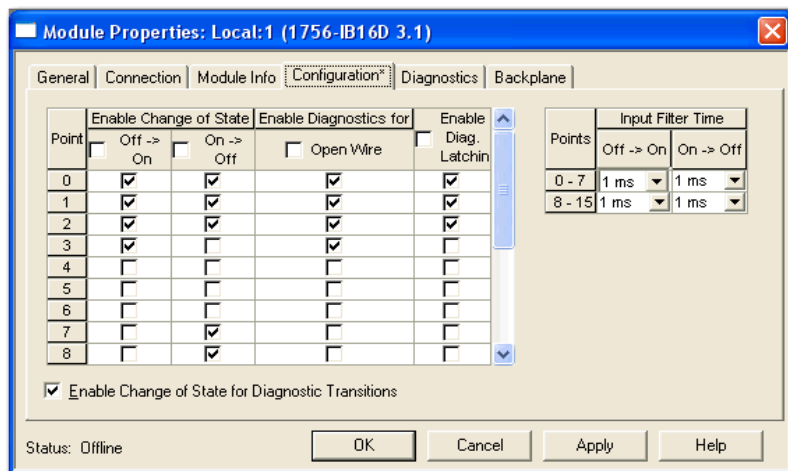 Module Properties: Local:1 (1756-IB16D 3.1)
General Connection Module Info Configuration* Diagnostics Backplane
Point
Enable Change of State
Off -> On
On -> Off
Enable Diagnostics for
Open Wire
Enable
Diag.
Latchin
0
1
2
3
4
5
6
7
8
Points
Input Filter Time
Off -> On On -> Off
0 - 7 1 ms 1 ms
8 - 15 1 ms 1 ms
Enable Change of State for Diagnostic Transitions
Status: Offline OK Cancel Apply Help